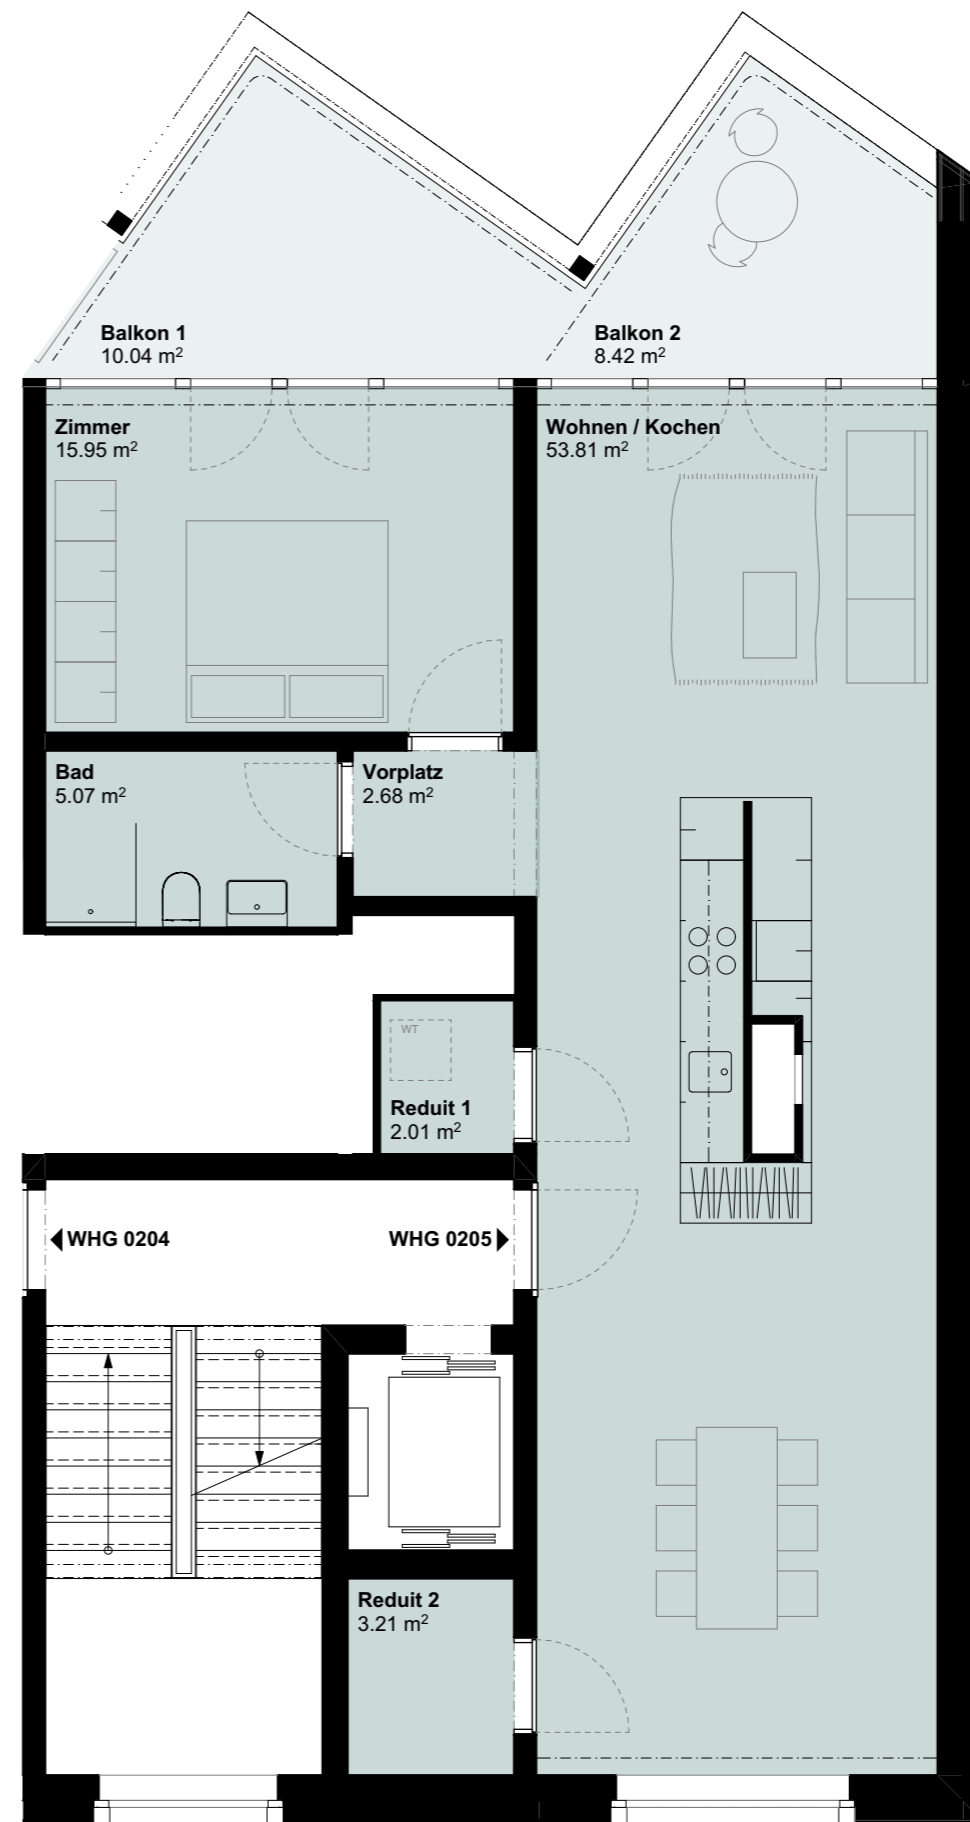 Balkon 1
10.04 m²
Balkon 2
8.42 m²
Zimmer
15.95 m²
Wohnen / Kochen
53.81 m²
Bad
5.07 m²
Vorplatz
2.68 m²
WT
Reduit 1
2.01 m²
WHG 0204
WHG 0205
Reduit 2
3.21 m²